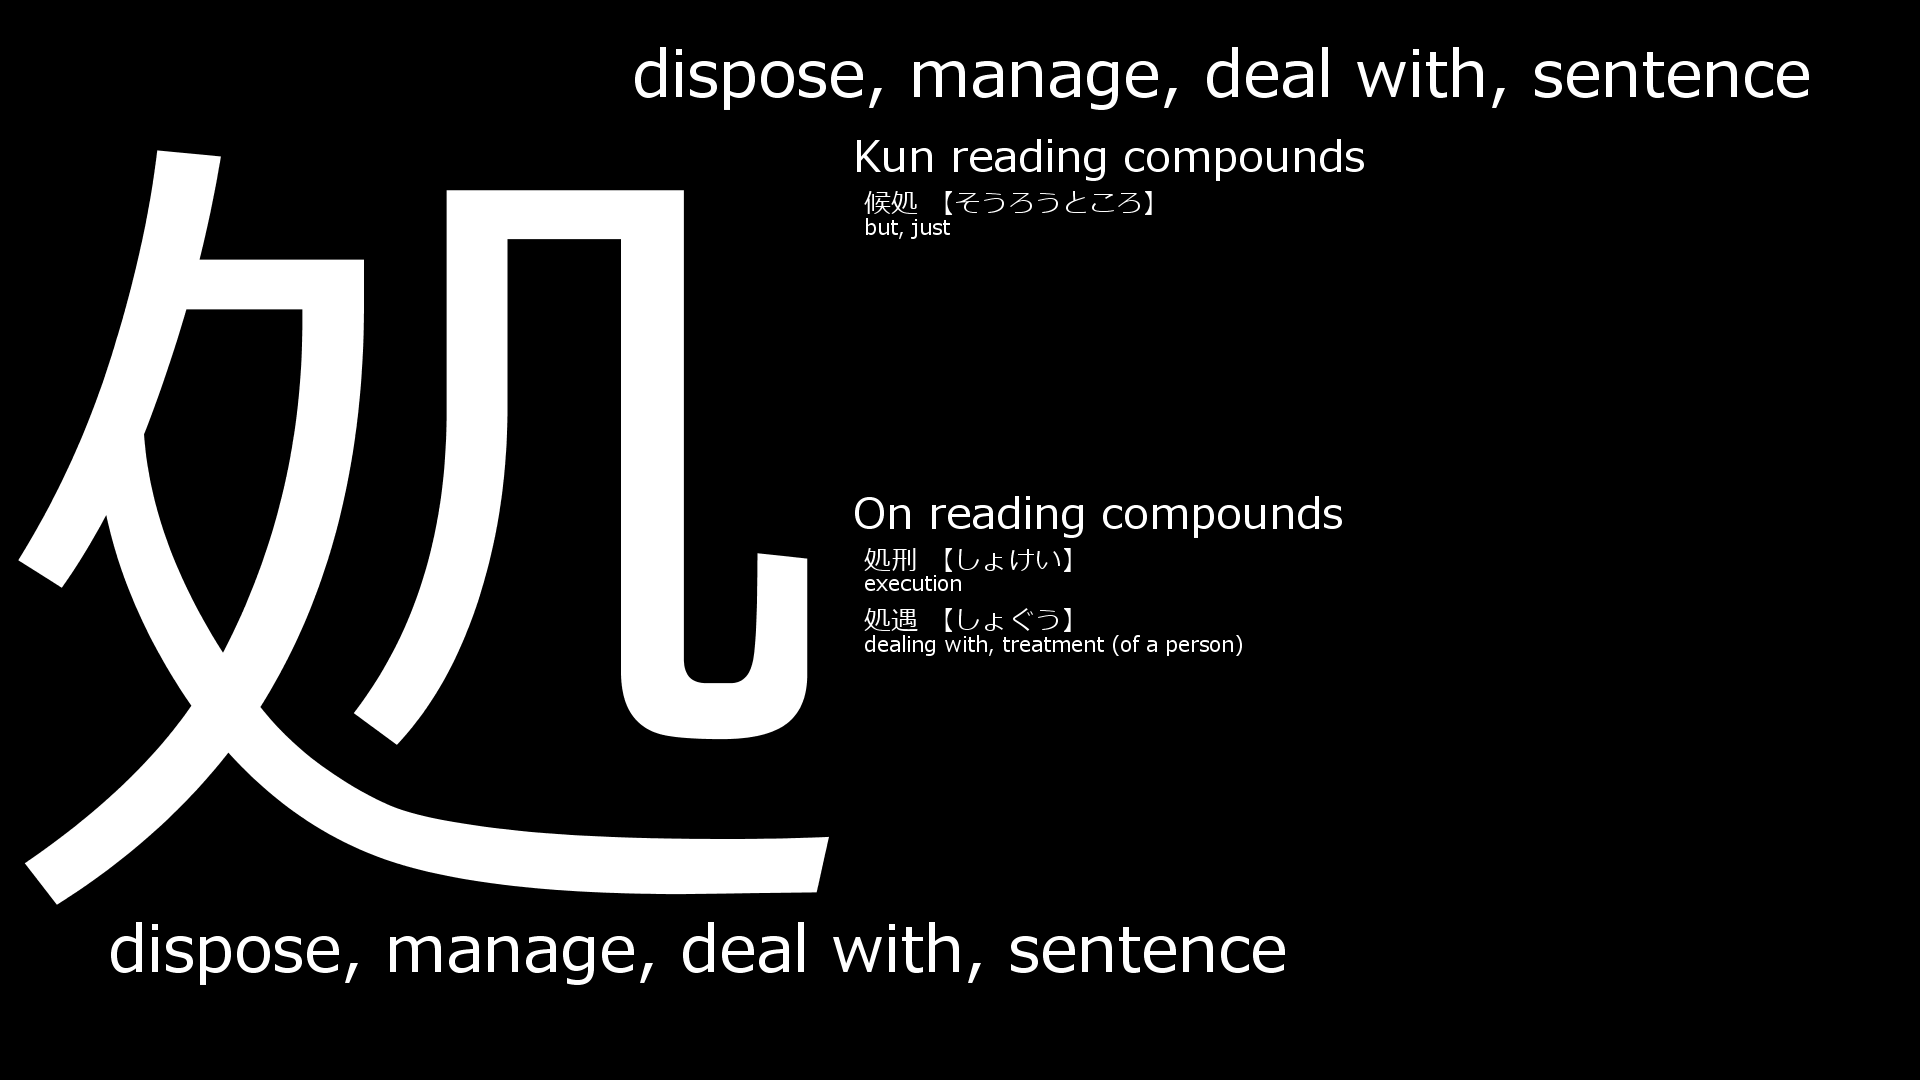 dispose, manage, deal with, sentence
処
Kun reading compounds
候処 【そうろうところ】
but, just
On reading compounds
処刑 【しょけい】
execution
処遇 【しょぐう】
dealing with, treatment (of a person)
dispose, manage, deal with, sentence